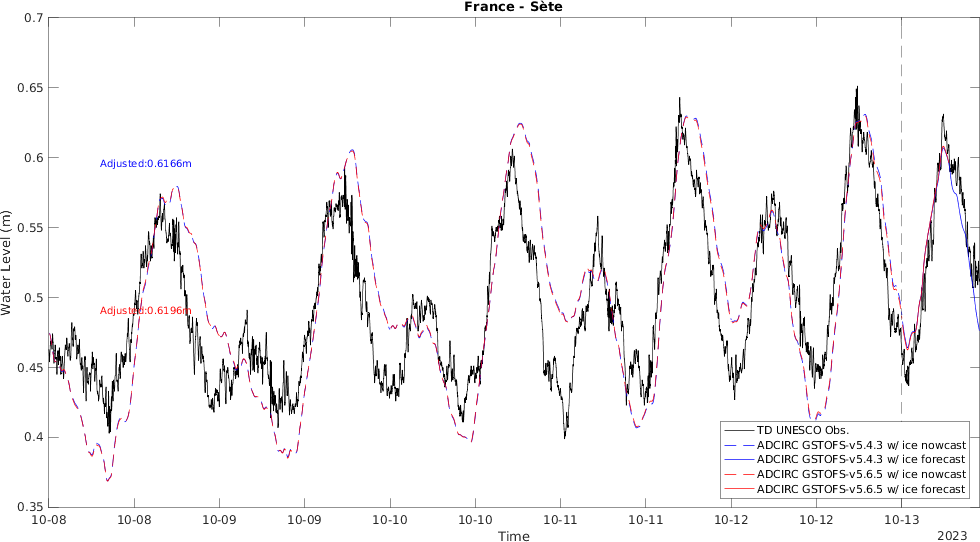 France - Sète
0.7
0.65
0.6
0.55
0.5
0.45
0.4
0.35
Water Level (m)
Adjusted:0.6166m
Adjusted:0.6196m
TD UNESCO Obs.
ADCIRC GSTOFS-v5.4.3 w/ ice nowcast
ADCIRC GSTOFS-v5.4.3 w/ ice forecast
ADCIRC GSTOFS-v5.6.5 w/ ice nowcast
ADCIRC GSTOFS-v5.6.5 w/ ice forecast
10-08 10-08 10-09 10-09 10-10 10-10 10-11 10-11 10-12 10-12 10-13
Time
2023